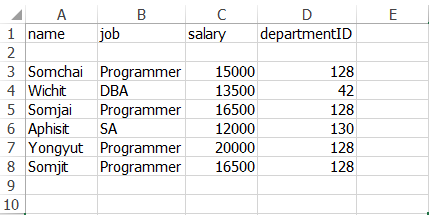 A B C D E
1 name job salary departmentID
2
3 Somchai Programmer 15000 128
4 Wichit DBA 13500 42
5 Somjai Programmer 16500 128
6 Aphisit SA 12000 130
7 Yongyut Programmer 20000 128
8 Somjit Programmer 16500 128
9
10